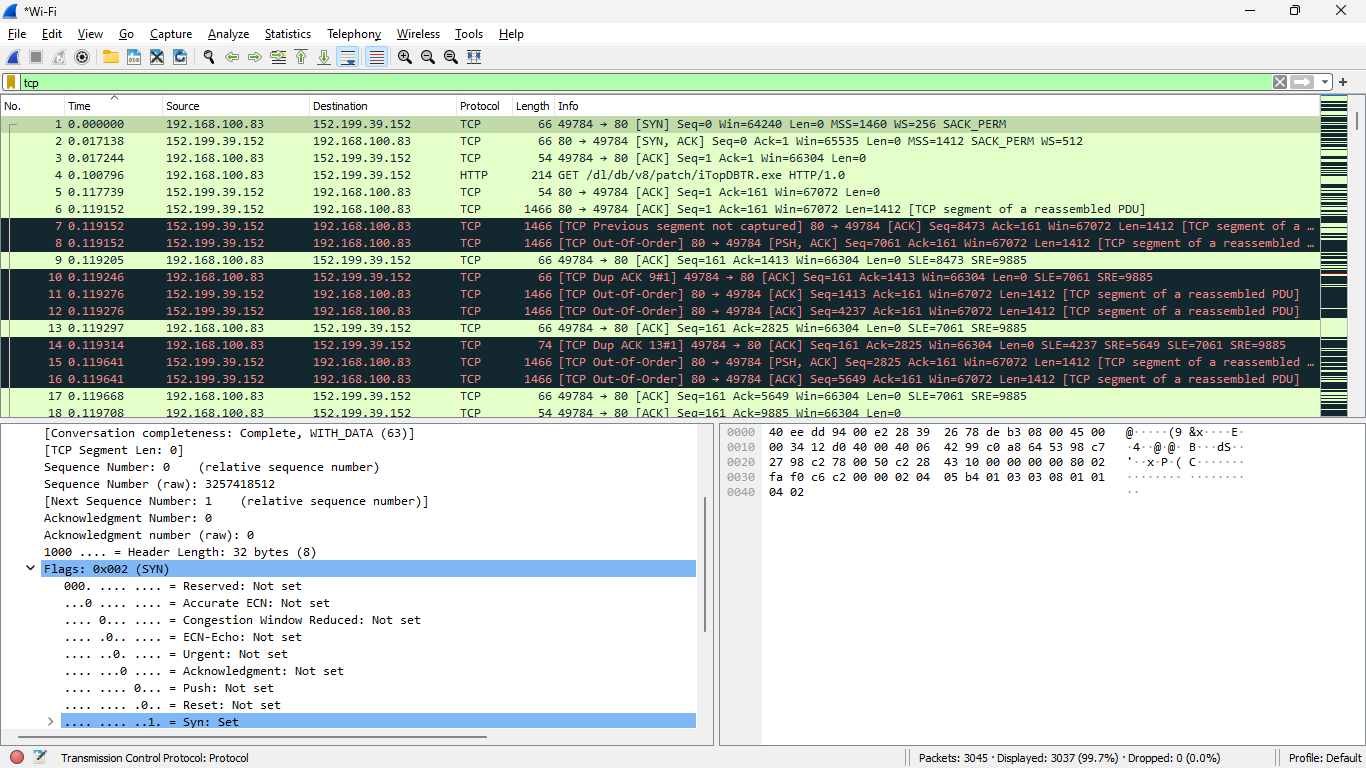 *Wi-Fi
File Edit View Go Capture Analyze Statistics Telephony Wireless Tools Help
tcp
No. Time Source Destination Protocol Length Info
1 0.000000 192.168.100.83 152.199.39.152 TCP 66 49784 → 80 [SYN] Seq=0 Win=64240 Len=0 MSS=1460 WS=256 SACK_PERM
2 0.017138 152.199.39.152 192.168.100.83 TCP 66 80 → 49784 [SYN, ACK] Seq=0 Ack=1 Win=65535 Len=0 MSS=1412 SACK_PERM WS=512
3 0.017244 192.168.100.83 152.199.39.152 TCP 54 49784 → 80 [ACK] Seq=1 Ack=1 Win=66304 Len=0
4 0.100796 192.168.100.83 152.199.39.152 HTTP 214 GET /dl/db/v8/patch/iTopDBTR.exe HTTP/1.0
5 0.117739 152.199.39.152 192.168.100.83 TCP 54 80 → 49784 [ACK] Seq=1 Ack=161 Win=67072 Len=0
6 0.119152 152.199.39.152 192.168.100.83 TCP 1466 80 → 49784 [ACK] Seq=1 Ack=161 Win=67072 Len=1412 [TCP segment of a reassembled PDU]
7 0.119152 152.199.39.152 192.168.100.83 TCP 1466 [TCP Previous segment not captured] 80 → 49784 [ACK] Seq=8473 Ack=161 Win=67072 Len=1412 [TCP segment of a …
8 0.119152 152.199.39.152 192.168.100.83 TCP 1466 [TCP Out-Of-Order] 80 → 49784 [PSH, ACK] Seq=7061 Ack=161 Win=67072 Len=1412 [TCP segment of a reassembled …
9 0.119205 192.168.100.83 152.199.39.152 TCP 66 49784 → 80 [ACK] Seq=161 Ack=1413 Win=66304 Len=0 SLE=8473 SRE=9885
10 0.119246 192.168.100.83 152.199.39.152 TCP 66 [TCP Dup ACK 9#1] 49784 → 80 [ACK] Seq=161 Ack=1413 Win=66304 Len=0 SLE=7061 SRE=9885
11 0.119276 152.199.39.152 192.168.100.83 TCP 1466 [TCP Out-Of-Order] 80 → 49784 [ACK] Seq=1413 Ack=161 Win=67072 Len=1412 [TCP segment of a reassembled PDU]
12 0.119276 152.199.39.152 192.168.100.83 TCP 1466 [TCP Out-Of-Order] 80 → 49784 [ACK] Seq=4237 Ack=161 Win=67072 Len=1412 [TCP segment of a reassembled PDU]
13 0.119297 192.168.100.83 152.199.39.152 TCP 66 49784 → 80 [ACK] Seq=161 Ack=2825 Win=66304 Len=0 SLE=7061 SRE=9885
14 0.119314 192.168.100.83 152.199.39.152 TCP 74 [TCP Dup ACK 13#1] 49784 → 80 [ACK] Seq=161 Ack=2825 Win=66304 Len=0 SLE=4237 SRE=5649 SLE=7061 SRE=9885
15 0.119641 152.199.39.152 192.168.100.83 TCP 1466 [TCP Out-Of-Order] 80 → 49784 [PSH, ACK] Seq=2825 Ack=161 Win=67072 Len=1412 [TCP segment of a reassembled …
16 0.119641 152.199.39.152 192.168.100.83 TCP 1466 [TCP Out-Of-Order] 80 → 49784 [ACK] Seq=5649 Ack=161 Win=67072 Len=1412 [TCP segment of a reassembled PDU]
17 0.119668 192.168.100.83 152.199.39.152 TCP 66 49784 → 80 [ACK] Seq=161 Ack=5649 Win=66304 Len=0 SLE=7061 SRE=9885
18 0.119708 192.168.100.83 152.199.39.152 TCP 54 49784 → 80 [ACK] Seq=161 Ack=9885 Win=66304 Len=0
[Conversation completeness: Complete, WITH_DATA (63)]
[TCP Segment Len: 0]
Sequence Number: 0 (relative sequence number)
Sequence Number (raw): 3257418512
[Next Sequence Number: 1 (relative sequence number)]
Acknowledgment Number: 0
Acknowledgment number (raw): 0
1000 .... = Header Length: 32 bytes (8)
Flags: 0x002 (SYN)
000. .... .... = Reserved: Not set
...0 .... .... = Accurate ECN: Not set
.... 0... .... = Congestion Window Reduced: Not set
.... .0.. .... = ECN-Echo: Not set
.... ..0. .... = Urgent: Not set
.... ...0 .... = Acknowledgment: Not set
.... .... 0... = Push: Not set
.... .... .0.. = Reset: Not set
.... .... ..1. = Syn: Set
0000 40 ee dd 94 00 e2 28 39 26 78 de b3 08 00 45 00 @·····(9 &x····E·
0010 00 34 12 d0 40 00 40 06 42 99 c0 a8 64 53 98 c7 ·4··@·@· B···dS··
0020 27 98 c2 78 00 50 c2 28 43 10 00 00 00 00 80 02 '··x·P·( C·······
0030 fa f0 c6 c2 00 00 02 04 05 b4 01 03 03 08 01 01 ········ ········
0040 04 02 ··
Transmission Control Protocol: Protocol
Packets: 3045 · Displayed: 3037 (99.7%) · Dropped: 0 (0.0%)
Profile: Default